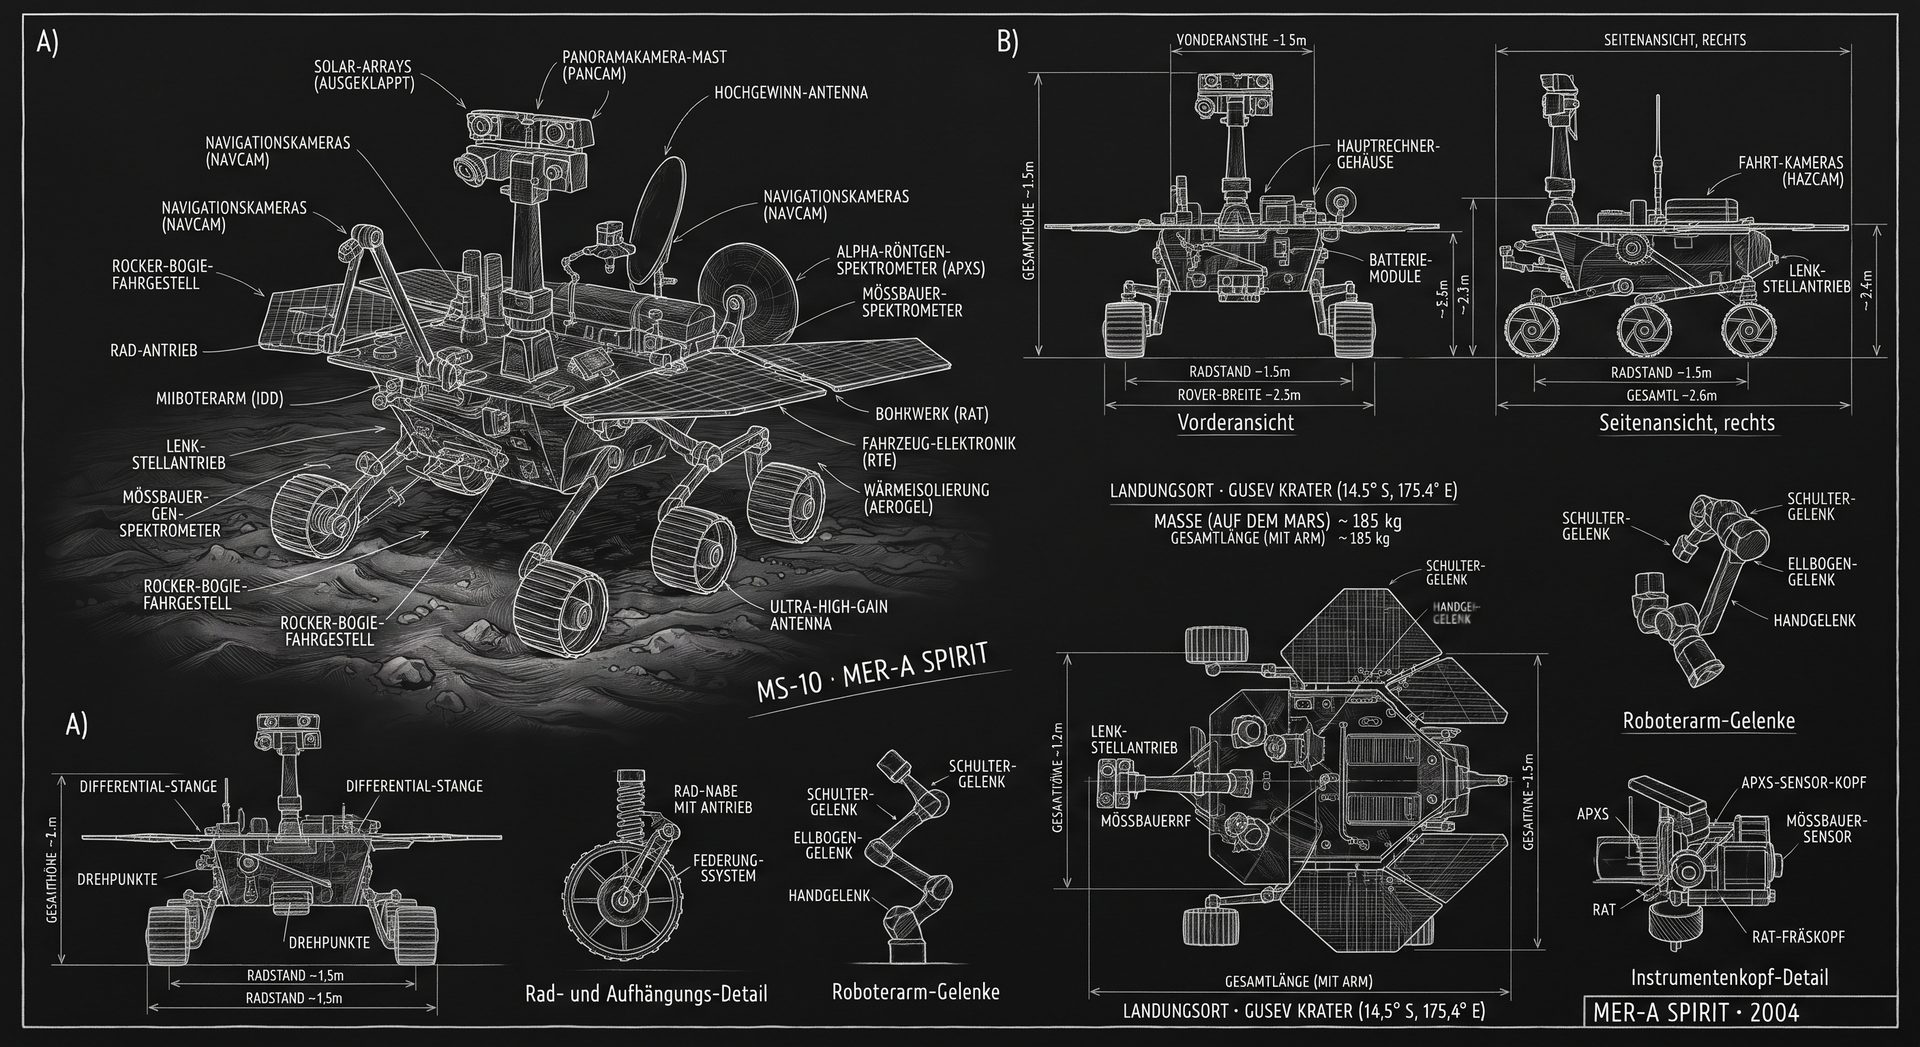 A)
SOLAR-ARRAYS
(AUSGEKLAPPT)
PANORAMAKAMERA-MAST
(PANCAM)
HOCHGEWINN-ANTENNA
NAVIGATIONSKAMERAS
(NAVCAM)
NAVIGATIONSKAMERAS
(NAVCAM)
NAVIGATIONSKAMERAS
(NAVCAM)
ROCKER-BOGIE-
FAHRGESTELL
ALPHA-RÖNTGEN-
SPEKTROMETER (APXS)
MÖSSBAUER-
SPEKTROMETER
RAD-ANTRIEB
MIIBOTERARM (IDD)
BOHKWERK (RAT)
LENK-
STELLANTRIEB
FAHRZEUG-ELEKTRONIK
(RTE)
MÖSSBAUER-
GEN-
SPEKTROMETER
WÄRMEISOLIERUNG
(AEROGEL)
ROCKER-BOGIE-
FAHRGESTELL
ROCKER-BOGIE-
FAHRGESTELL
ULTRA-HIGH-GAIN
ANTENNA
MS-10 · MER-A SPIRIT
A)
DIFFERENTIAL-STANGE
DIFFERENTIAL-STANGE
DREHPUNKTE
DREHPUNKTE
RADSTAND ~1,5m
RADSTAND ~1,5m
RAD-NABE
MIT ANTRIEB
FEDERUNG-
SSYSTEM
Rad- und Aufhängungs-Detail
SCHULTER-
GELENK
SCHULTER-
GELENK
ELLBOGEN-
GELENK
HANDGELENK
Roboterarm-Gelenke
B)
VONDERANSTHE ~1 5m
GESAMTHÖHE ~1.5m
HAUPTRECHNER-
GEHÄUSE
BATTERIE-
MODULE
~2.3m
RADSTAND ~1.5m
ROVER-BREITE ~2.3m
Vorderansicht
SEITENANSICHT, RECHTS
FAHRT-KAMERAS
(HAZCAM)
LENK-
STELLANTRIEB
~2.4m
RADSTAND ~1.5m
GESAMTL ~2.6m
Seitenansicht, rechts
LANDUNGSORT · GUSEV KRATER (14.5° S, 175.4° E)
MASSE (AUF DEM MARS) ~ 185 kg
GESAMTLÄNGE (MIT ARM) ~ 185 kg
SCHULTER-
GELENK
GELENK
LENK-
STELLANTRIEB
MÖSSBAUERRF
GESAMTLÄNGE (MIT ARM)
LANDUNGSORT · GUSEV KRATER (14,5° S, 175,4° E)
SCHULTER-
GELENK
SCHULTER-
GELENK
ELLBOGEN-
GELENK
HANDGELENK
Roboterarm-Gelenke
APXS-SENSOR-KOPF
APXS
MÖSSBAUER-
SENSOR
RAT
RAT-FRÄSKOPF
Instrumentenkopf-Detail
MER-A SPIRIT · 2004